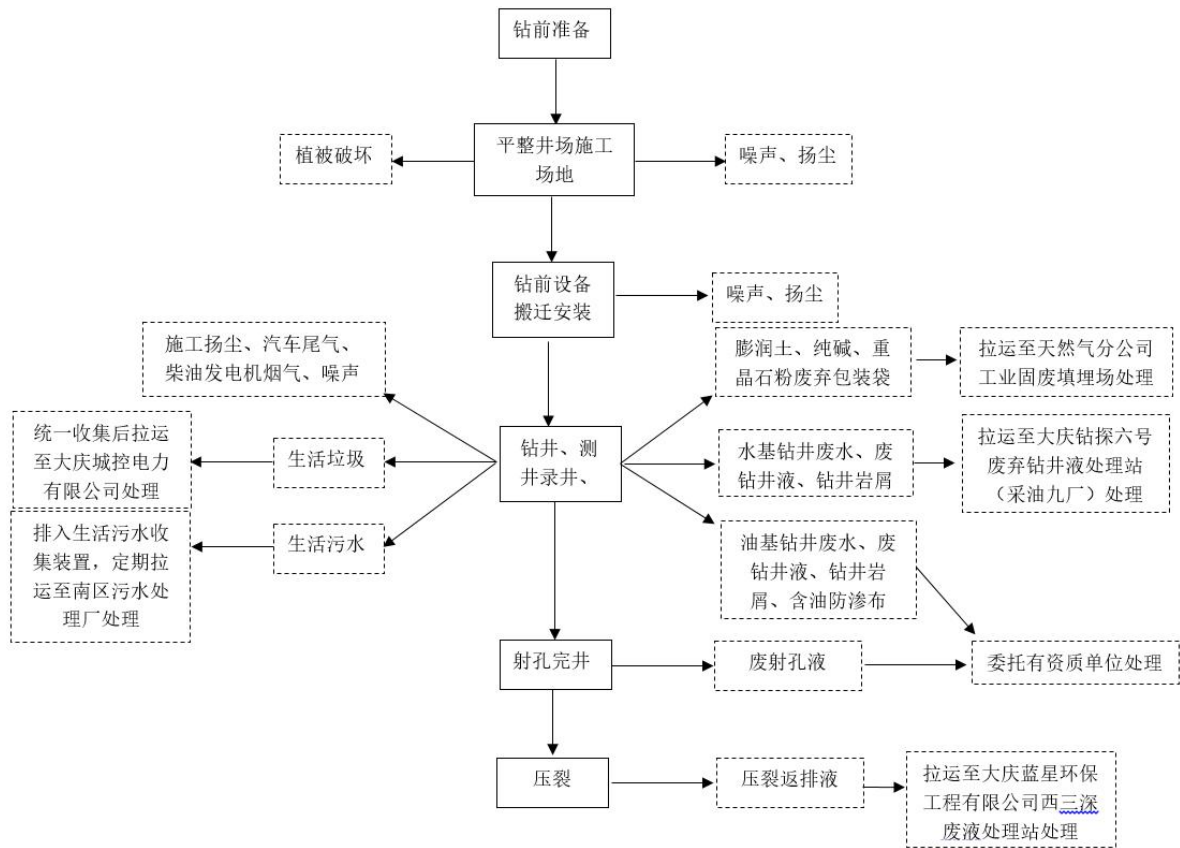 钻前准备
植被破坏
平整井场施工
场地
噪声、扬尘
钻前设备
搬迁安装
噪声、扬尘
施工扬尘、汽车尾气、
柴油发电机烟气、噪声
膨润土、纯碱、重
晶石粉废弃包装袋
拉运至天然气分公司
工业固废填埋场处理
统一收集后拉运
至大庆城控电力
有限公司处理
生活垃圾
钻井、测
井录井、
水基钻井废水、废
钻井液、钻井岩屑
拉运至大庆钻探六号
废弃钻井液处理站
（采油九厂）处理
排入生活污水收
集装置，定期拉
运至南区污水处
理厂处理
生活污水
油基钻井废水、废
钻井液、钻井岩
屑、含油防渗布
射孔完井
废射孔液
委托有资质单位处理
压裂
压裂返排液
拉运至大庆蓝星环保
工程有限公司西三深
废液处理站处理